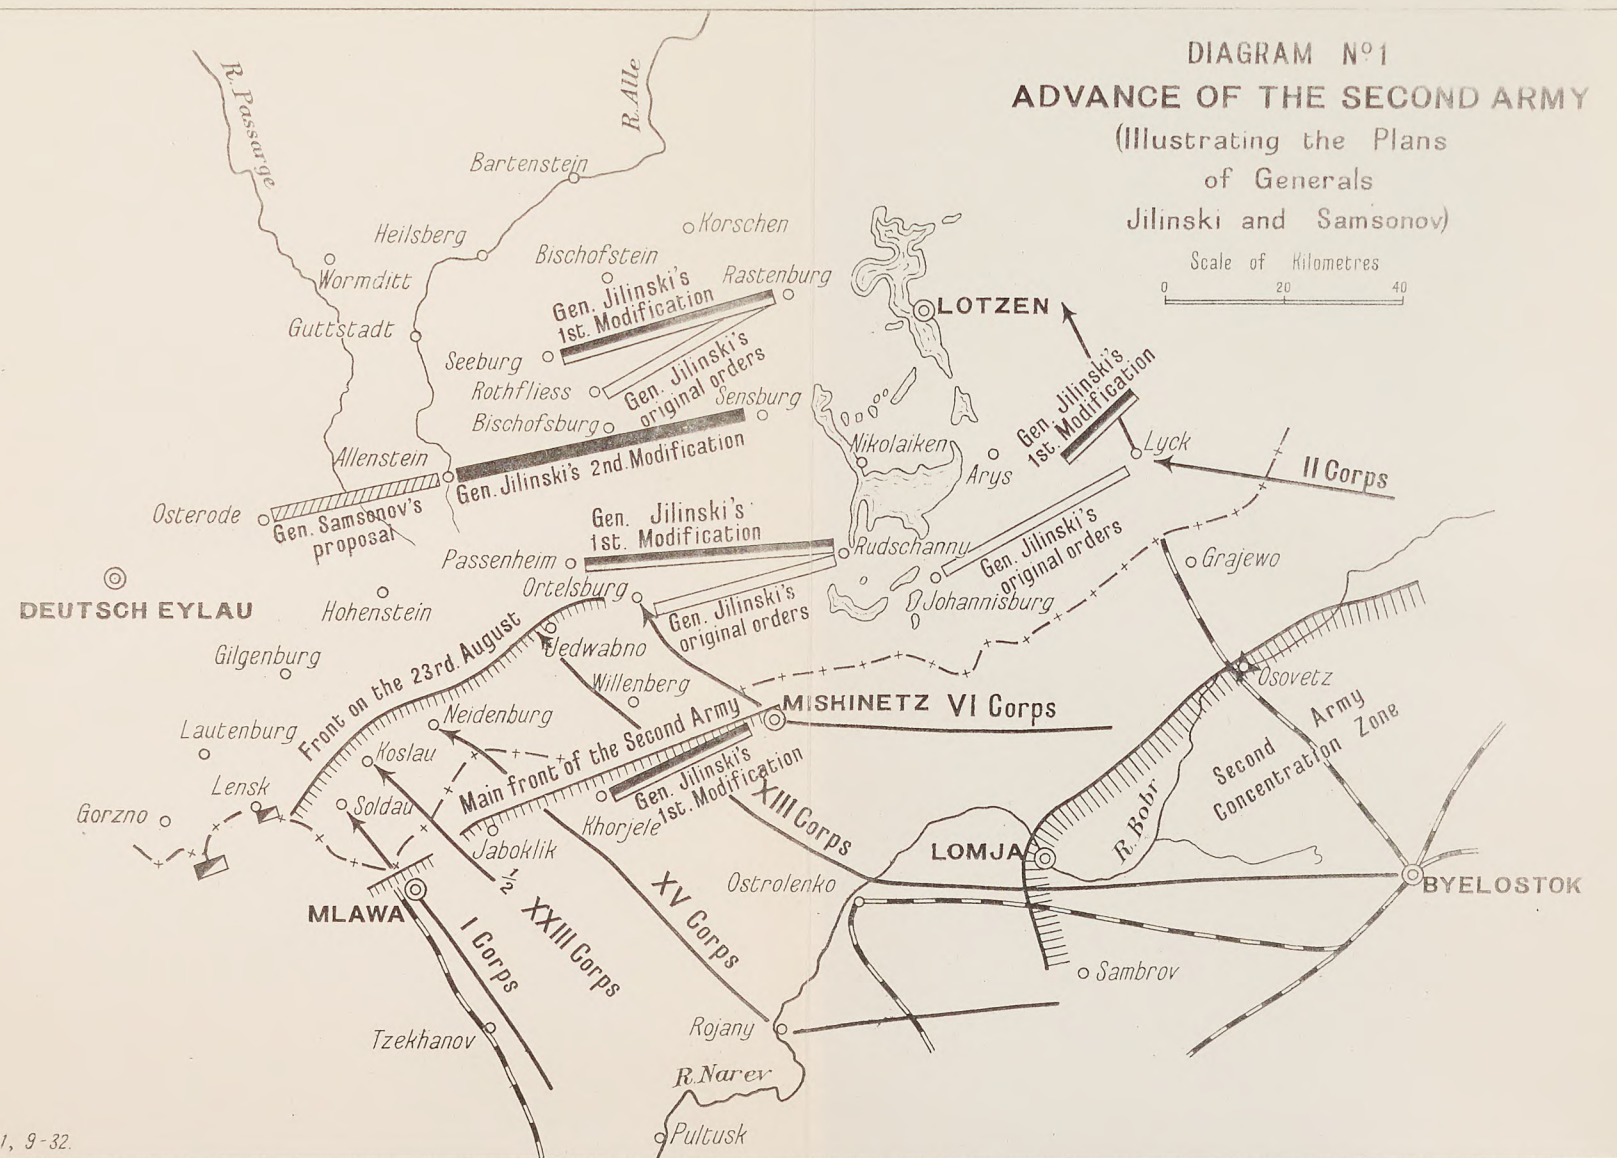 DIAGRAM Nº 1
ADVANCE OF THE SECOND ARMY
(Illustrating the Plans
of Generals
Jilinski and Samsonov)
Scale of Kilometres
0 20 40
R. Passarge
R. Alle
Bartenstein
Korschen
Heilsberg
Bischofstein
Wormditt
Rastenburg
Gen. Jilinski's
1st. Modification
LOTZEN
Guttstadt
Seeburg
Rothfliess
Gen. Jilinski's
original orders
Sensburg
Bischofsburg
Gen. Jilinski's
1st. Modification
Lyck
Nikolaiken
Arys
II Corps
Allenstein
Gen. Jilinski's 2nd. Modification
Osterode
Gen. Samsonov's
proposal
Gen. Jilinski's
1st. Modification
Passenheim
Rudschanny
Gen. Jilinski's
original orders
Grajewo
DEUTSCH EYLAU
Hohenstein
Ortelsburg
Gen. Jilinski's
original orders
Johannisburg
Front on the 23rd. August
Jedwabno
Gilgenburg
Willenberg
Osovetz
Neidenburg
MISHINETZ
VI Corps
Lautenburg
Koslau
Main front of the Second Army
Gen. Jilinski's
1st. Modification
Second Army
Concentration Zone
Lensk
Gorzno
Soldau
Khorjele
XIII Corps
Jaboklik
LOMJA
R. Bobr
BYELOSTOK
½ XXIII Corps
XV Corps
Ostrolenko
MLAWA
I Corps
Sambrov
Tzekhanov
Rojany
R. Narev
Pultusk
1, 9-32.